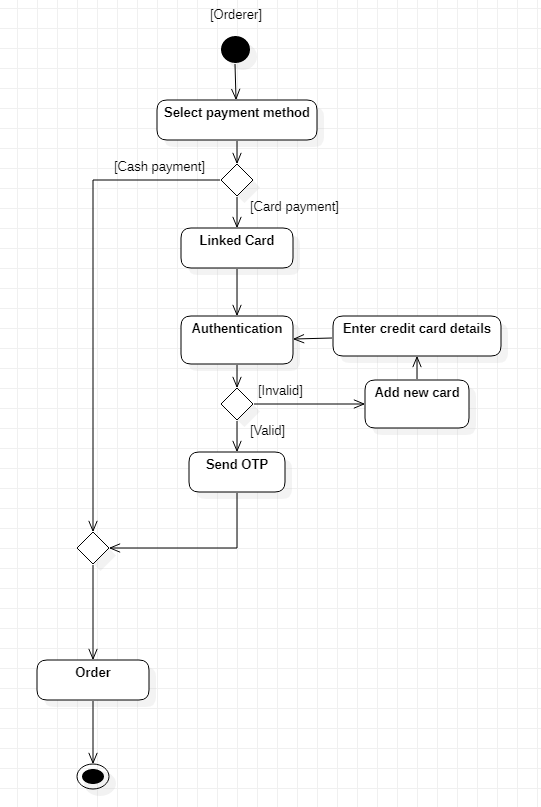 [Orderer]
Select payment method
[Cash payment]
[Card payment]
Linked Card
Authentication
Enter credit card details
[Invalid]
Add new card
[Valid]
Send OTP
Order